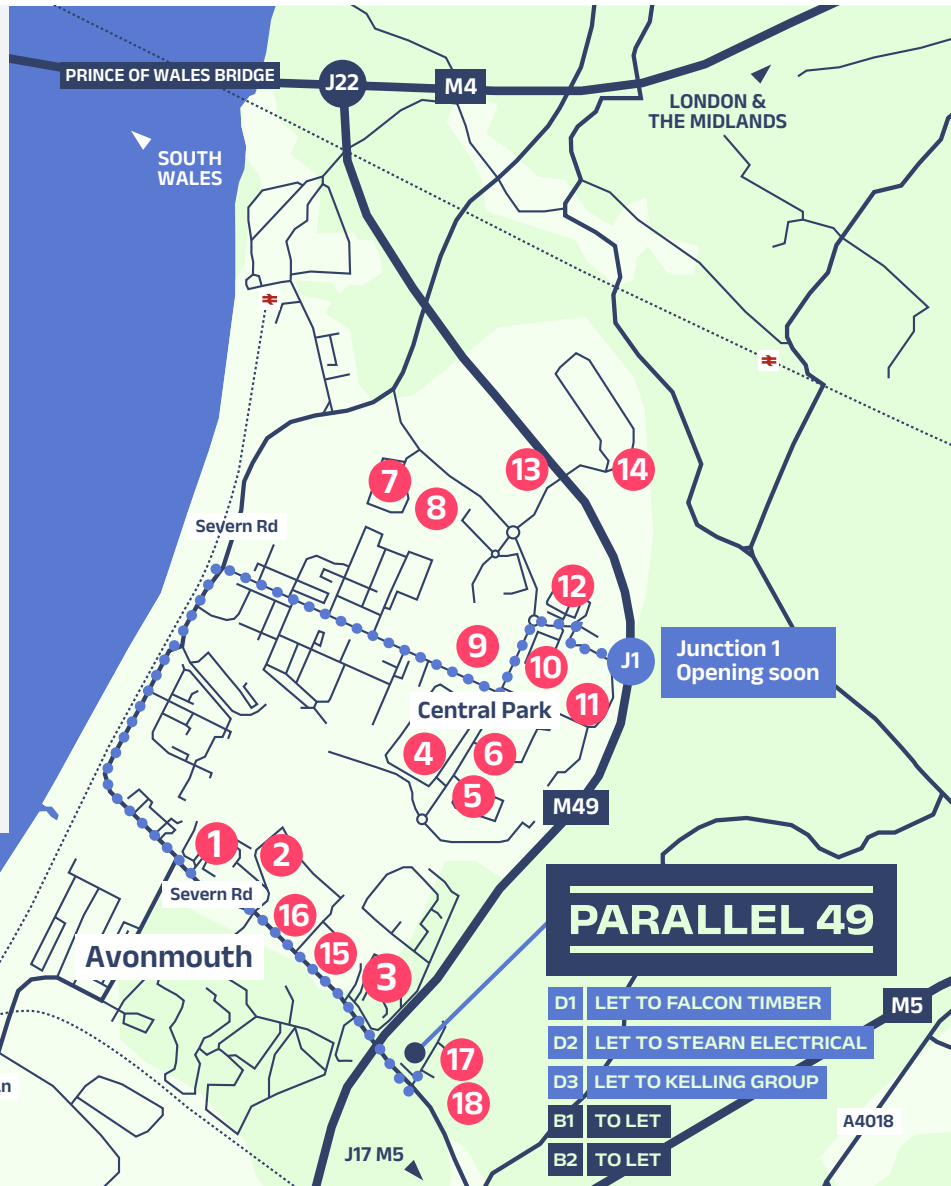 PRINCE OF WALES BRIDGE
J22
M4
LONDON &
THE MIDLANDS
SOUTH
WALES
13
14
7
8
Severn Rd
12
9
10
J1
Junction 1
Opening soon
11
Central Park
4
6
5
M49
1
2
Severn Rd
16
15
3
Avonmouth
PARALLEL 49
D1 LET TO FALCON TIMBER
M5
D2 LET TO STEARN ELECTRICAL
17
D3 LET TO KELLING GROUP
18
B1 TO LET
A4018
J17 M5
B2 TO LET